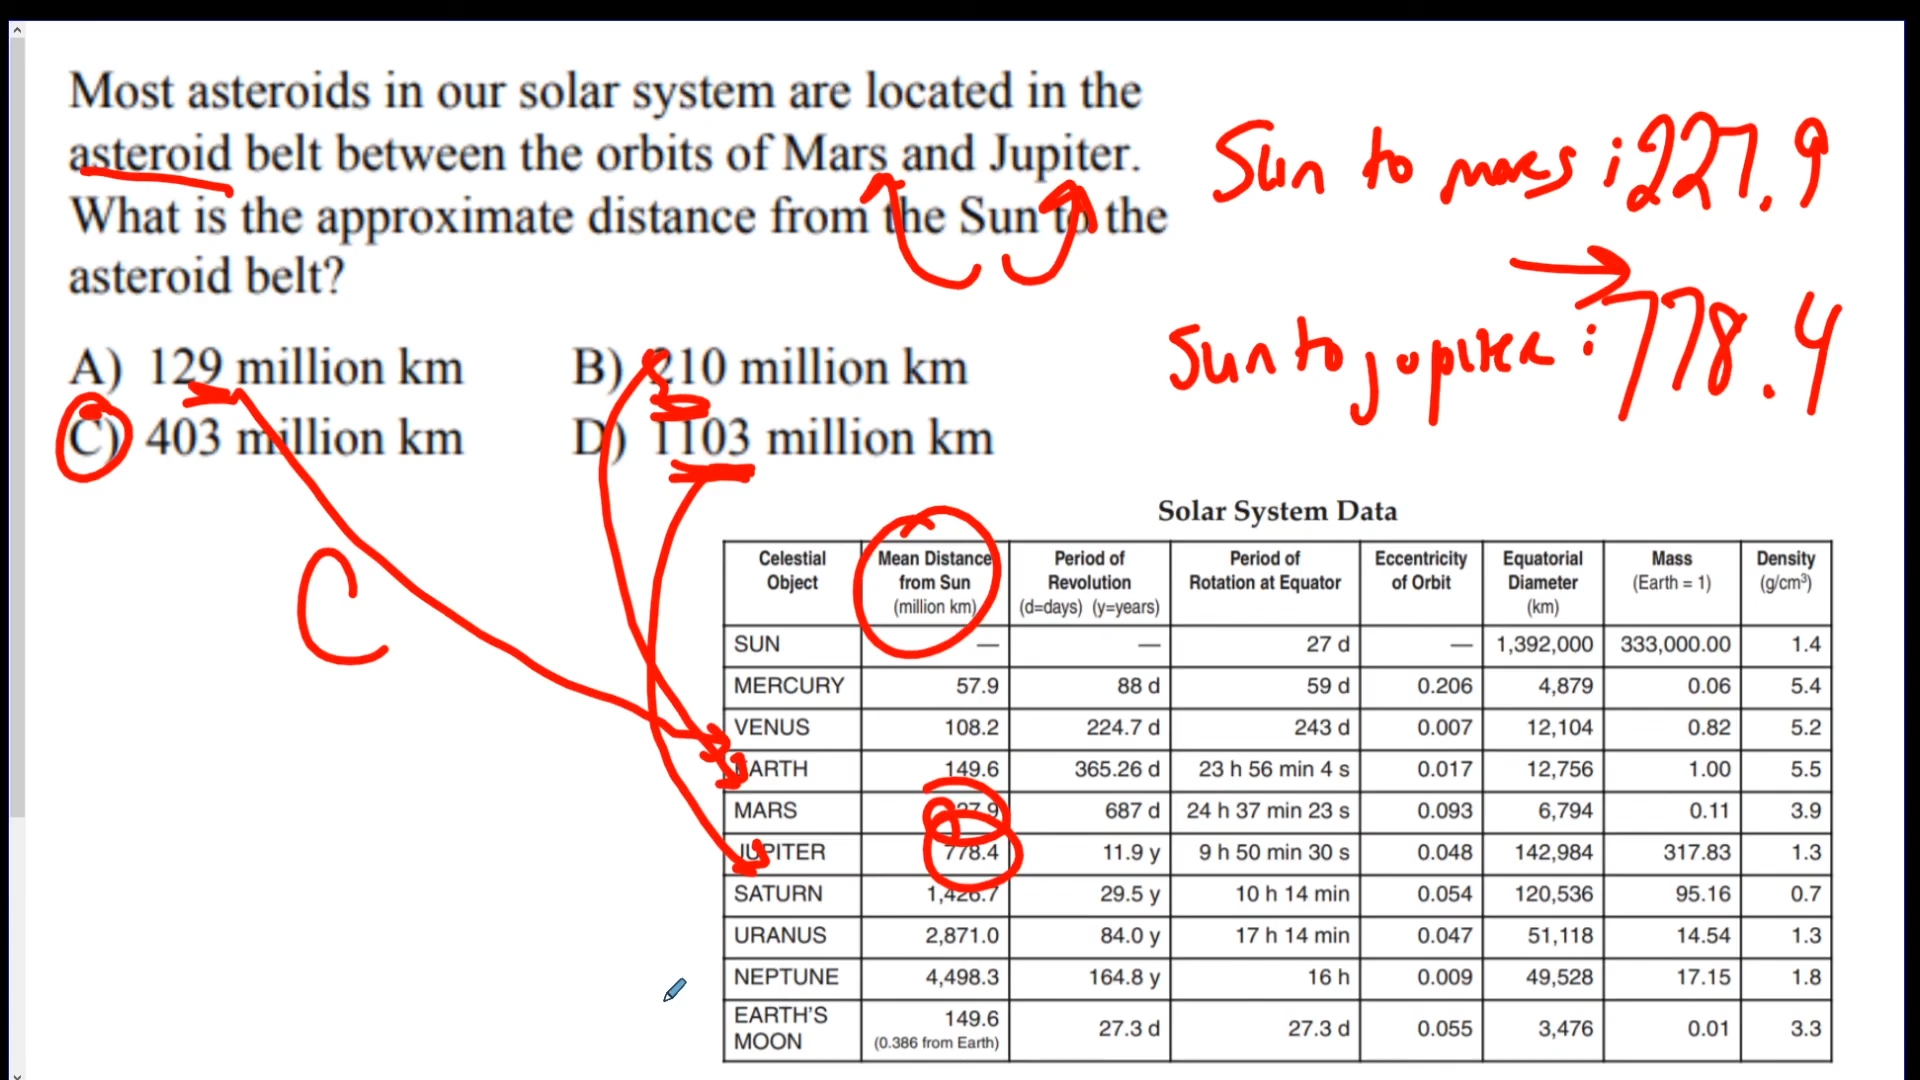 Most asteroids in our solar system are located in the
asteroid belt between the orbits of Mars and Jupiter.
What is the approximate distance from the Sun to the
asteroid belt?
A) 129 million km B) 210 million km
C) 403 million km D) 1103 million km
Sun to mars : 227.9
Sun to jupiter : 778.4
C
Solar System Data
Celestial Object Mean Distance from Sun (million km) Period of Revolution (d=days) (y=years) Period of Rotation at Equator Eccentricity of Orbit Equatorial Diameter (km) Mass (Earth = 1) Density (g/cm³)
SUN — — 27 d — 1,392,000 333,000.00 1.4
MERCURY 57.9 88 d 59 d 0.206 4,879 0.06 5.4
VENUS 108.2 224.7 d 243 d 0.007 12,104 0.82 5.2
EARTH 149.6 365.26 d 23 h 56 min 4 s 0.017 12,756 1.00 5.5
MARS 227.9 687 d 24 h 37 min 23 s 0.093 6,794 0.11 3.9
JUPITER 778.4 11.9 y 9 h 50 min 30 s 0.048 142,984 317.83 1.3
SATURN 1,426.7 29.5 y 10 h 14 min 0.054 120,536 95.16 0.7
URANUS 2,871.0 84.0 y 17 h 14 min 0.047 51,118 14.54 1.3
NEPTUNE 4,498.3 164.8 y 16 h 0.009 49,528 17.15 1.8
EARTH'S MOON 149.6 (0.386 from Earth) 27.3 d 27.3 d 0.055 3,476 0.01 3.3